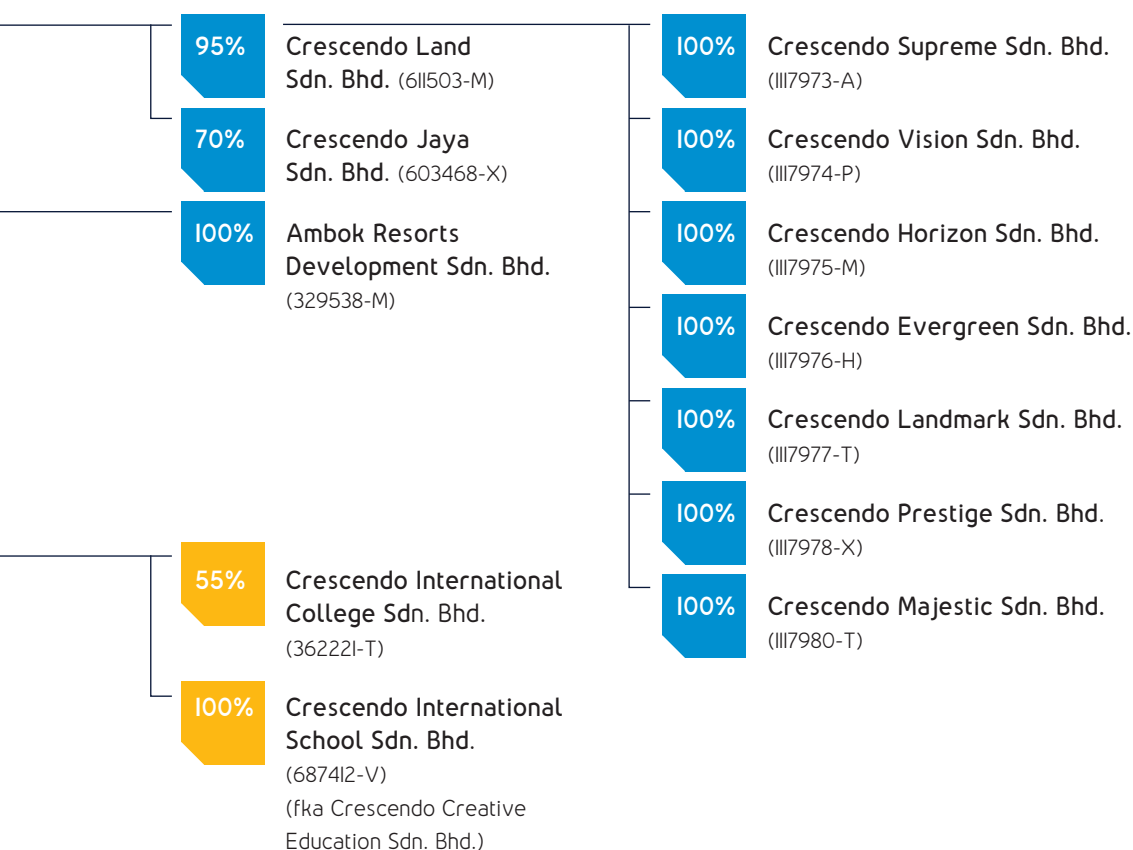 95%
Crescendo Land
Sdn. Bhd. (611503-M)
70%
Crescendo Jaya
Sdn. Bhd. (603468-X)
100%
Ambok Resorts
Development Sdn. Bhd.
(329538-M)
55%
Crescendo International
College Sdn. Bhd.
(362221-T)
100%
Crescendo International
School Sdn. Bhd.
(687412-V)
(fka Crescendo Creative
Education Sdn. Bhd.)
100%
Crescendo Supreme Sdn. Bhd.
(1117973-A)
100%
Crescendo Vision Sdn. Bhd.
(1117974-P)
100%
Crescendo Horizon Sdn. Bhd.
(1117975-M)
100%
Crescendo Evergreen Sdn. Bhd.
(1117976-H)
100%
Crescendo Landmark Sdn. Bhd.
(1117977-T)
100%
Crescendo Prestige Sdn. Bhd.
(1117978-X)
100%
Crescendo Majestic Sdn. Bhd.
(1117980-T)